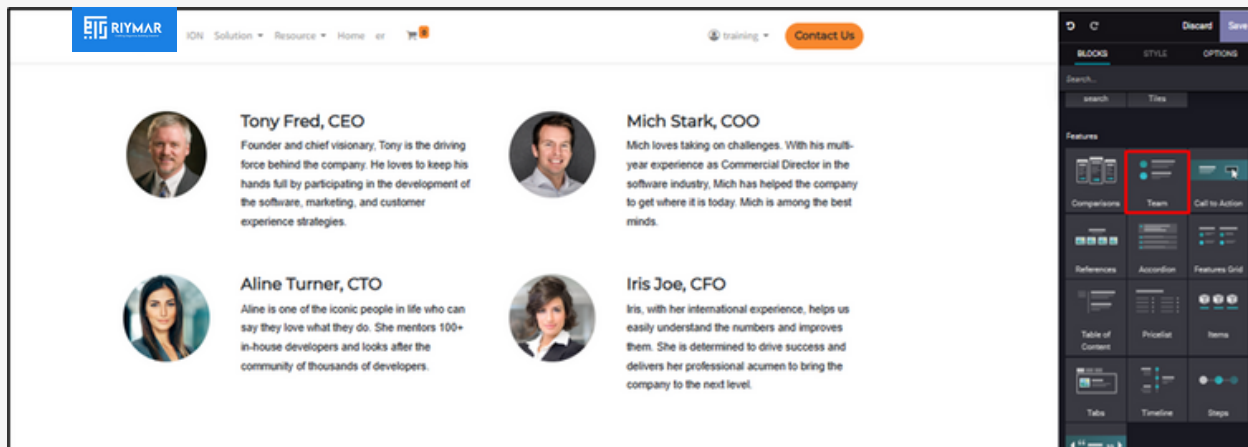 RIYMAR
ION Solution Resource Home er 0
training Contact Us
Discard Save
BLOCKS STYLE OPTIONS
Search...
search Tiles
Features
Comparisons Team Call to Action
References Accordion Features Grid
Table of Content Pricelist Items
Tabs Timeline Steps
Tony Fred, CEO
Founder and chief visionary, Tony is the driving
force behind the company. He loves to keep his
hands full by participating in the development of
the software, marketing, and customer
experience strategies.
Mich Stark, COO
Mich loves taking on challenges. With his multi-
year experience as Commercial Director in the
software industry, Mich has helped the company
to get where it is today. Mich is among the best
minds.
Aline Turner, CTO
Aline is one of the iconic people in life who can
say they love what they do. She mentors 100+
in-house developers and looks after the
community of thousands of developers.
Iris Joe, CFO
Iris, with her international experience, helps us
easily understand the numbers and improves
them. She is determined to drive success and
delivers her professional acumen to bring the
company to the next level.